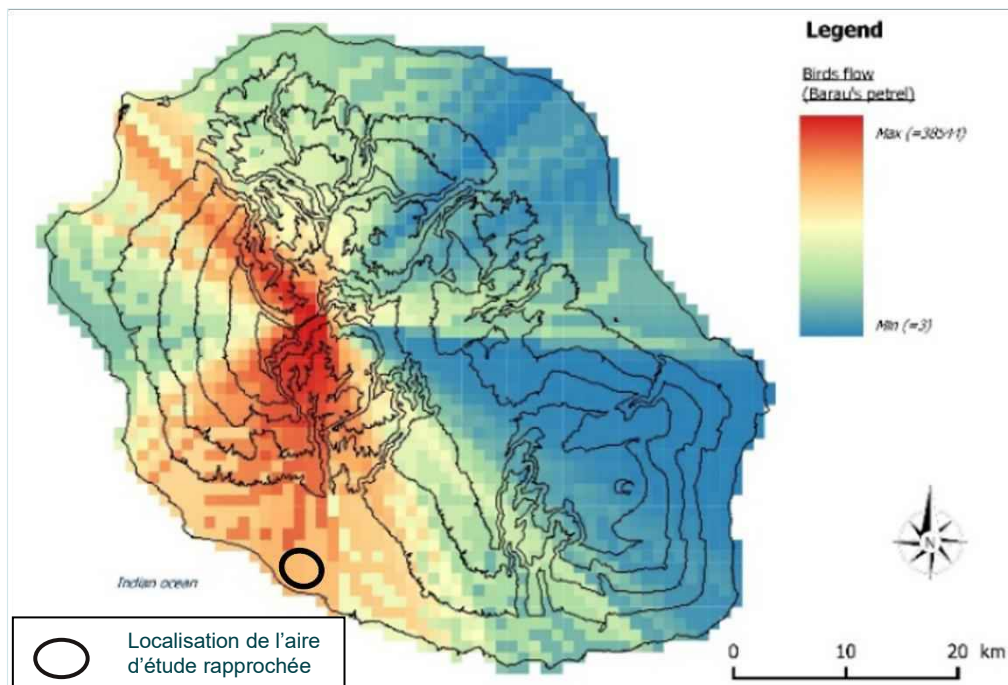 Legend
Birds flow
(Barau's petrel)
Max (=38544)
Min (=3)
N
Indian ocean
Localisation de l'aire
d'étude rapprochée
0 10 20 km